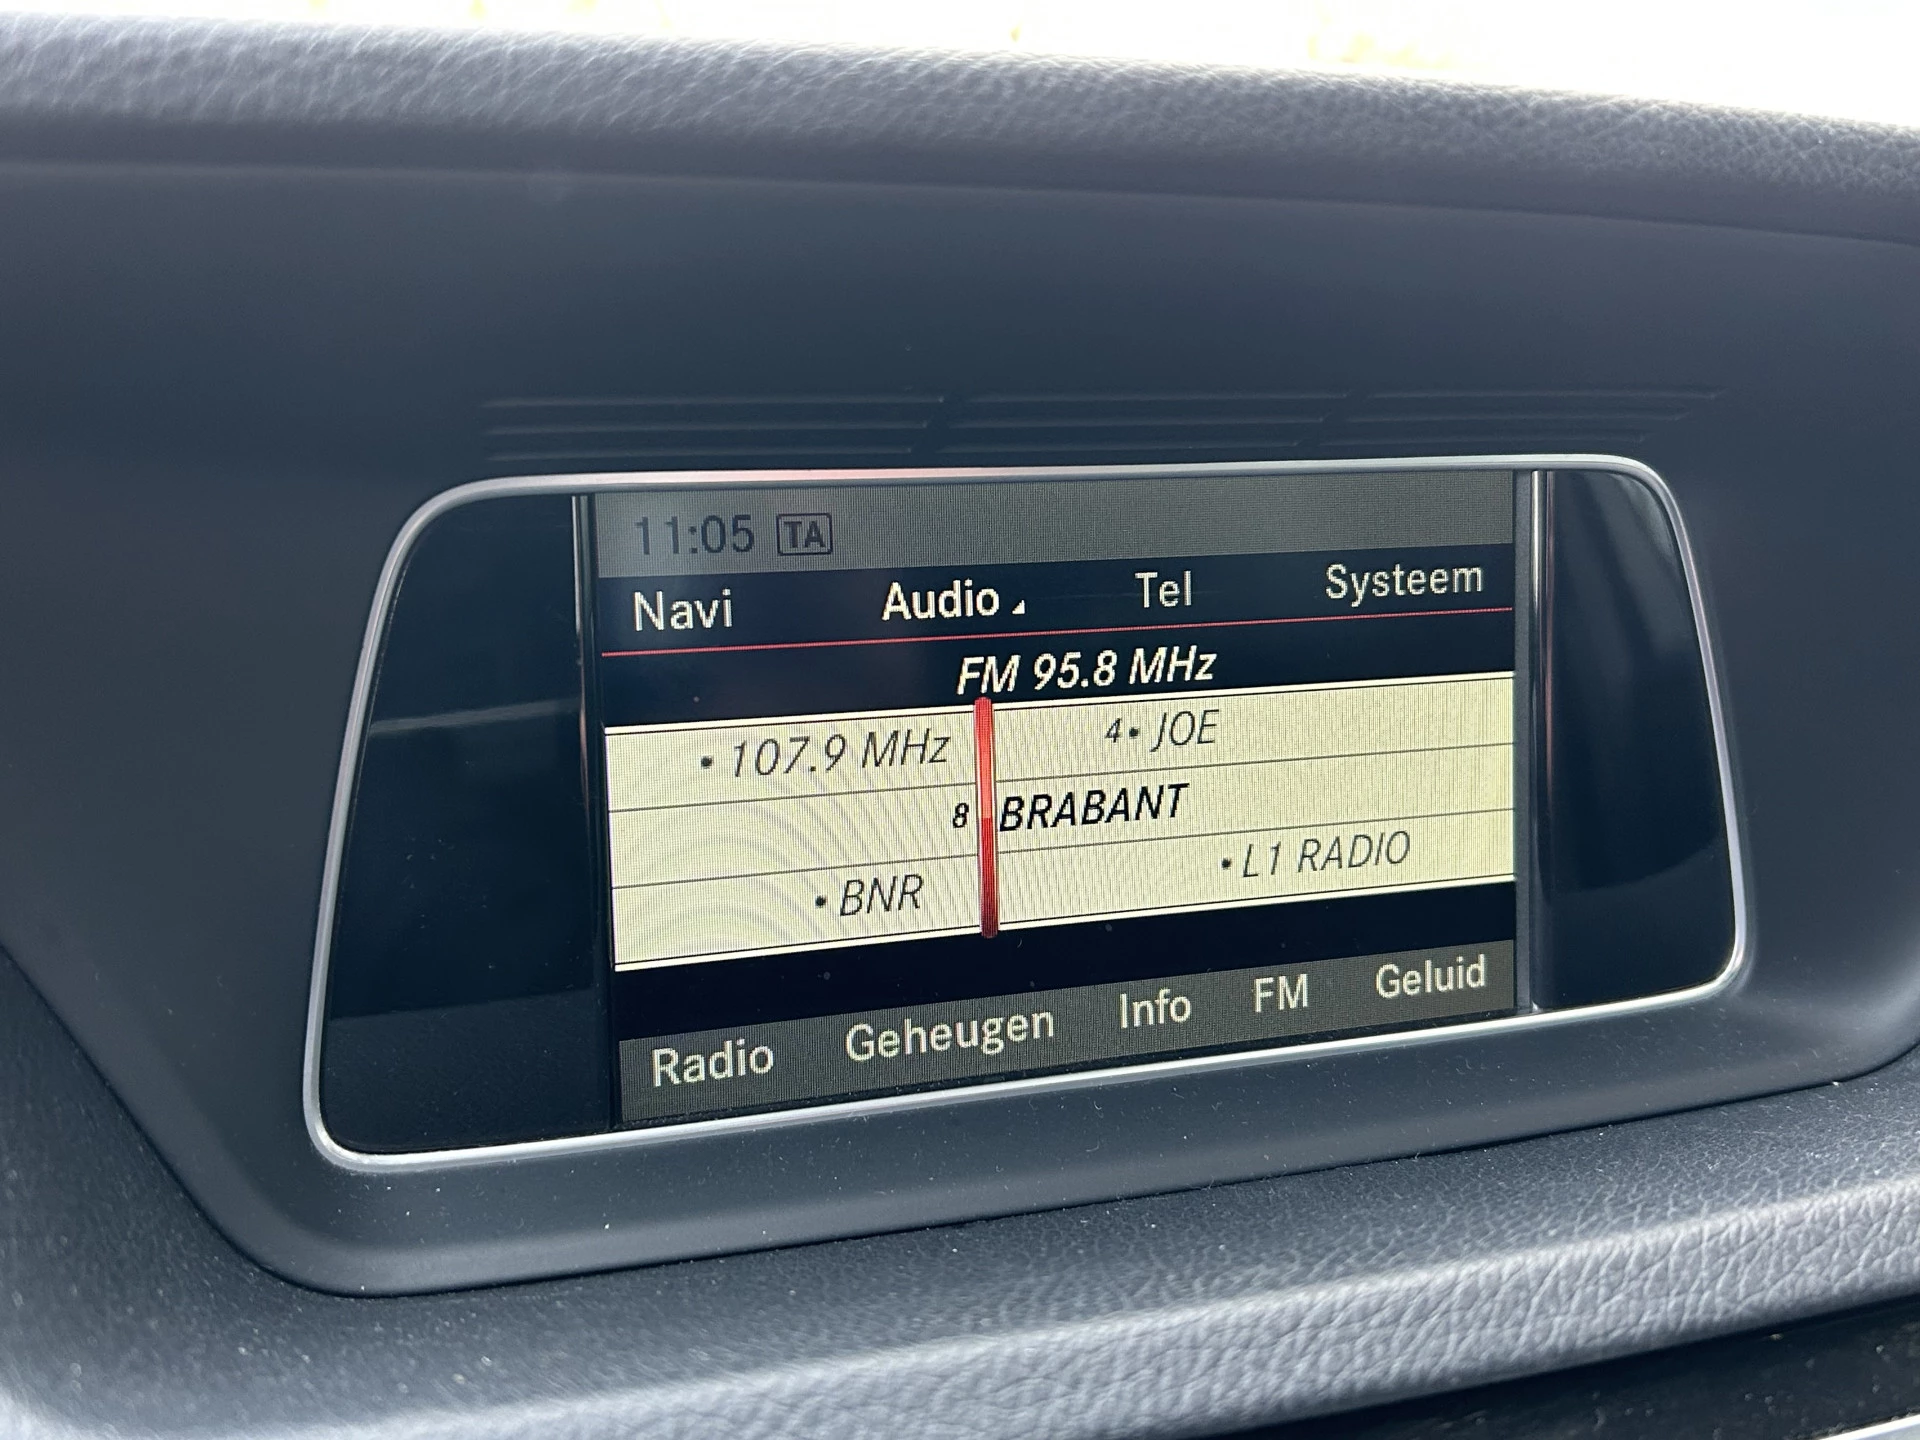 11:05 TA
Navi Audio Tel Systeem
FM 95.8 MHz
• 107.9 MHz 4• JOE
8 BRABANT
• BNR • L1 RADIO
Radio Geheugen Info FM Geluid